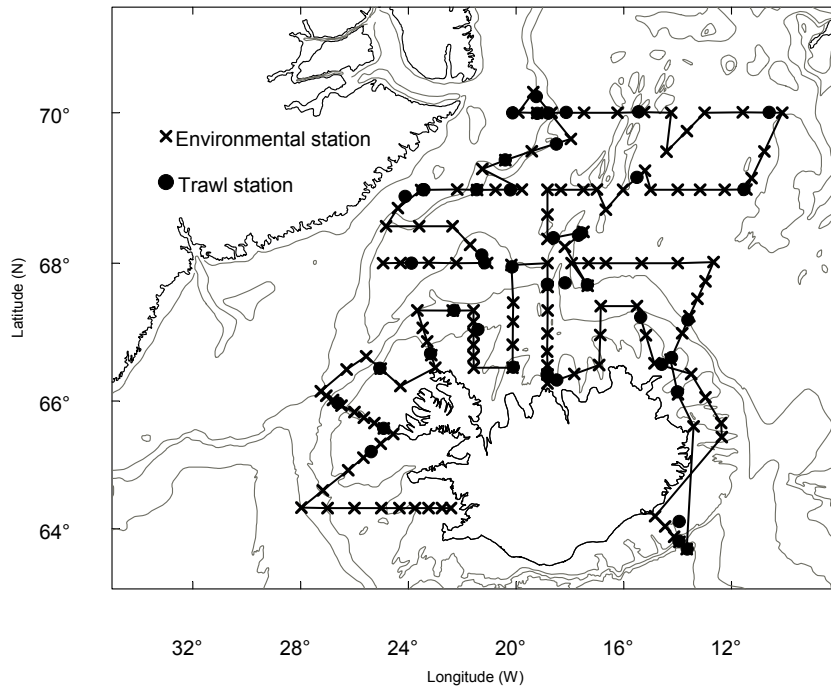 70°
Environmental station
Trawl station
68°
Latitude (N)
66°
64°
32° 28° 24° 20° 16° 12°
Longitude (W)